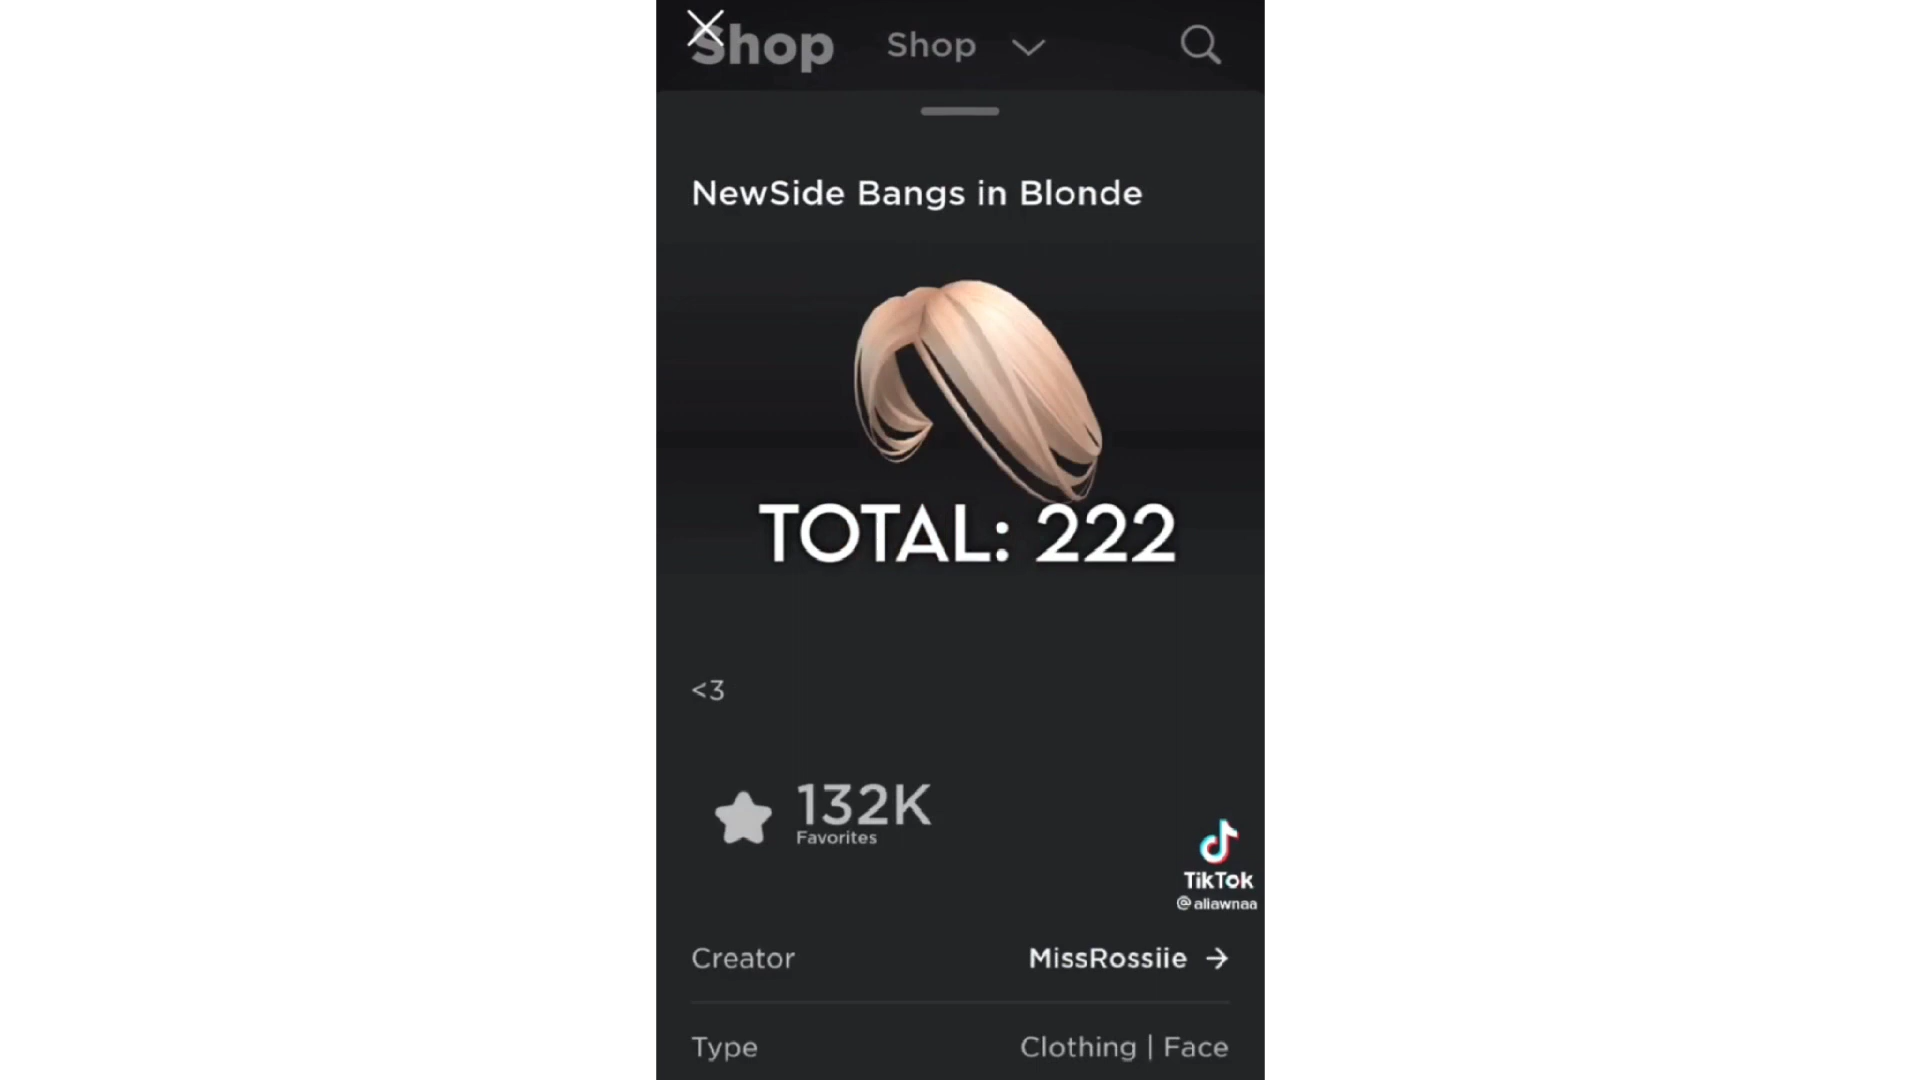 Shop
Shop
NewSide Bangs in Blonde
TOTAL: 222
<3
132K
Favorites
TikTok
@aliawnaa
Creator
MissRossiie →
Type
Clothing | Face